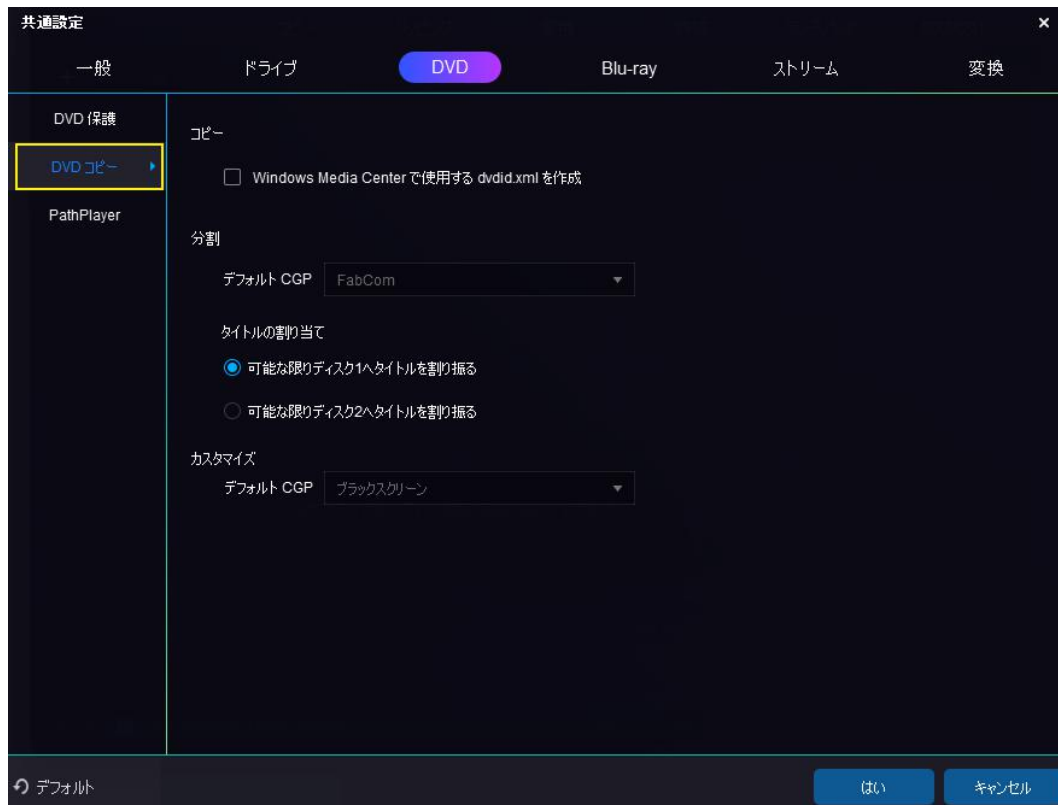 共通設定
一般 ドライブ DVD Blu-ray ストリーム 変換
DVD 保護
DVD コピー
PathPlayer
コピー
Windows Media Centerで使用する dvdid.xml を作成
分割
デフォルト CGP FabCom
タイトルの割り当て
可能な限りディスク1へタイトルを割り振る
可能な限りディスク2へタイトルを割り振る
カスタマイズ
デフォルト CGP ブラックスクリーン
デフォルト はい キャンセル